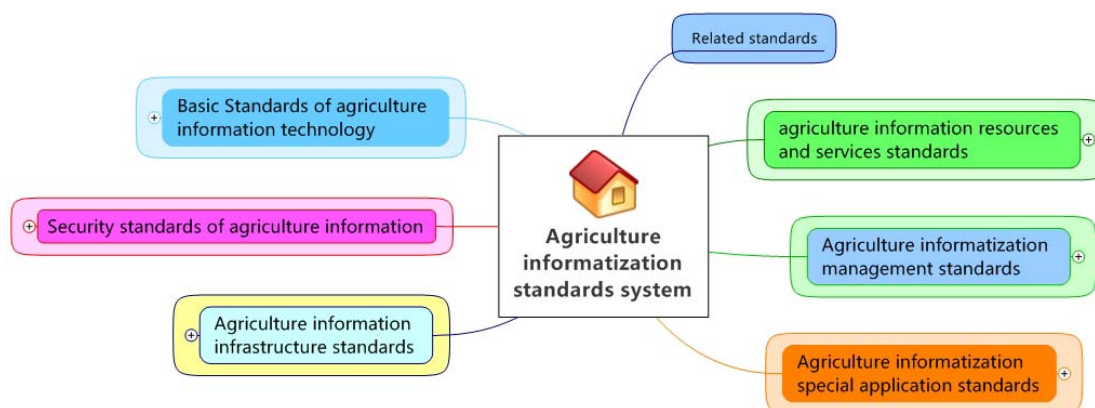 Related standards
Basic Standards of agriculture
information technology
agriculture information resources
and services standards
Security standards of agriculture information
Agriculture
informatization
standards system
Agriculture informatization
management standards
Agriculture information
infrastructure standards
Agriculture informatization
special application standards